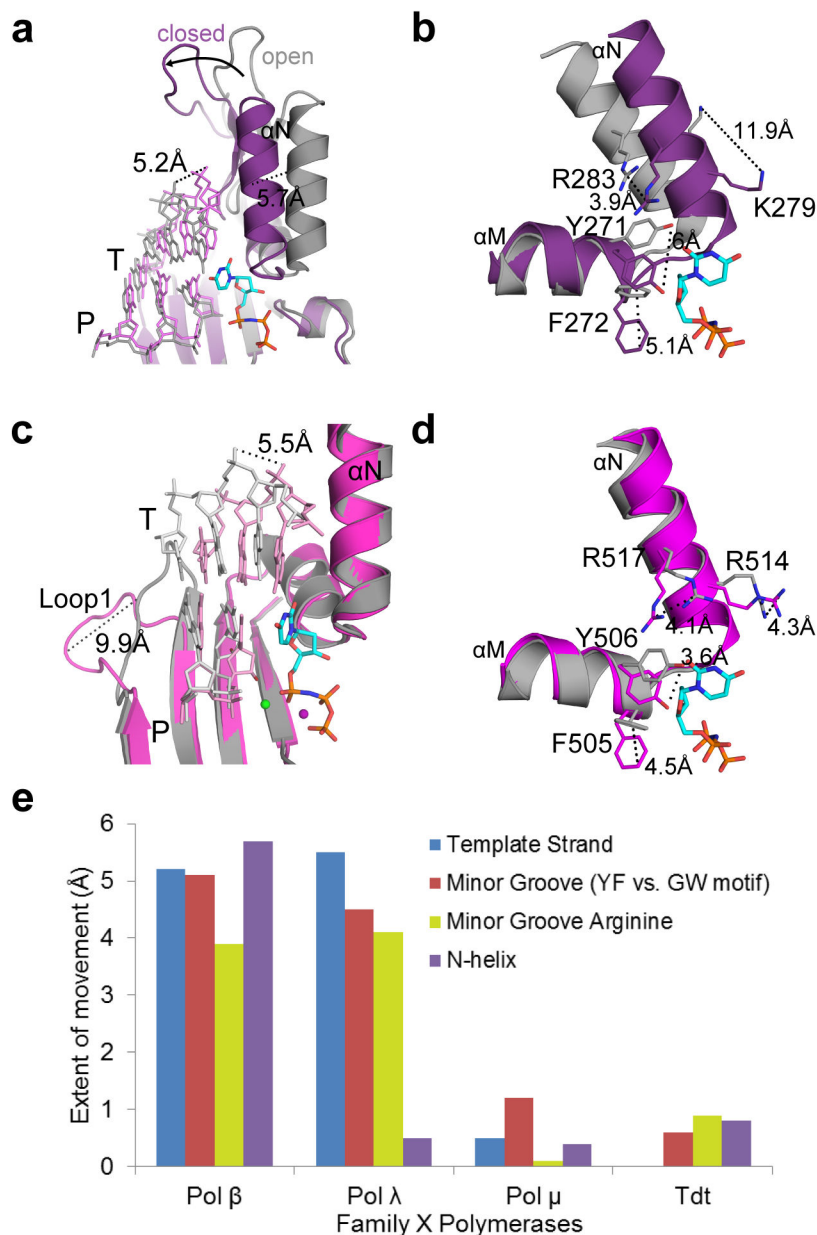 a
closed
open
αN
5.2Å
5.7Å
T
P
b
αN
11.9Å
R283
3.9Å
K279
Y271
αM
6Å
F272
5.1Å
c
5.5Å
αN
T
Loop1
9.9Å
P
d
αN
R517
R514
4.1Å
4.3Å
Y506
αM
3.6Å
F505
4.5Å
e
Extent of movement (Å)
6
5
4
3
2
1
0
Template Strand
Minor Groove (YF vs. GW motif)
Minor Groove Arginine
N-helix
Pol β Pol λ Pol μ Tdt
Family X Polymerases